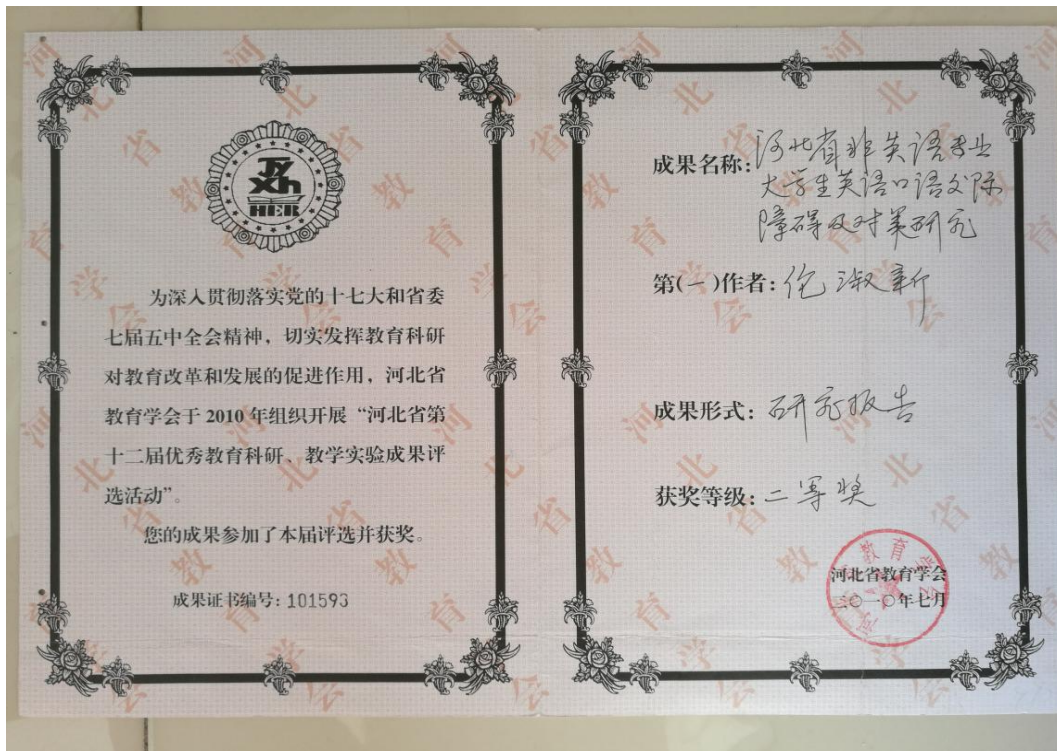 JY
Xh
HER
为深入贯彻落实党的十七大和省委
七届五中全会精神，切实发挥教育科研
对教育改革和发展的促进作用，河北省
教育学会于 2010 年组织开展“河北省第
十二届优秀教育科研、教学实验成果评
选活动”。
您的成果参加了本届评选并获奖。
成果证书编号：101593
成果名称：河北省非英语专业
大学生英语口语交际
障碍及对策研究
第(一)作者：伦淑新
成果形式：研究报告
获奖等级：二等奖
河北省教育学会
二〇一〇年七月